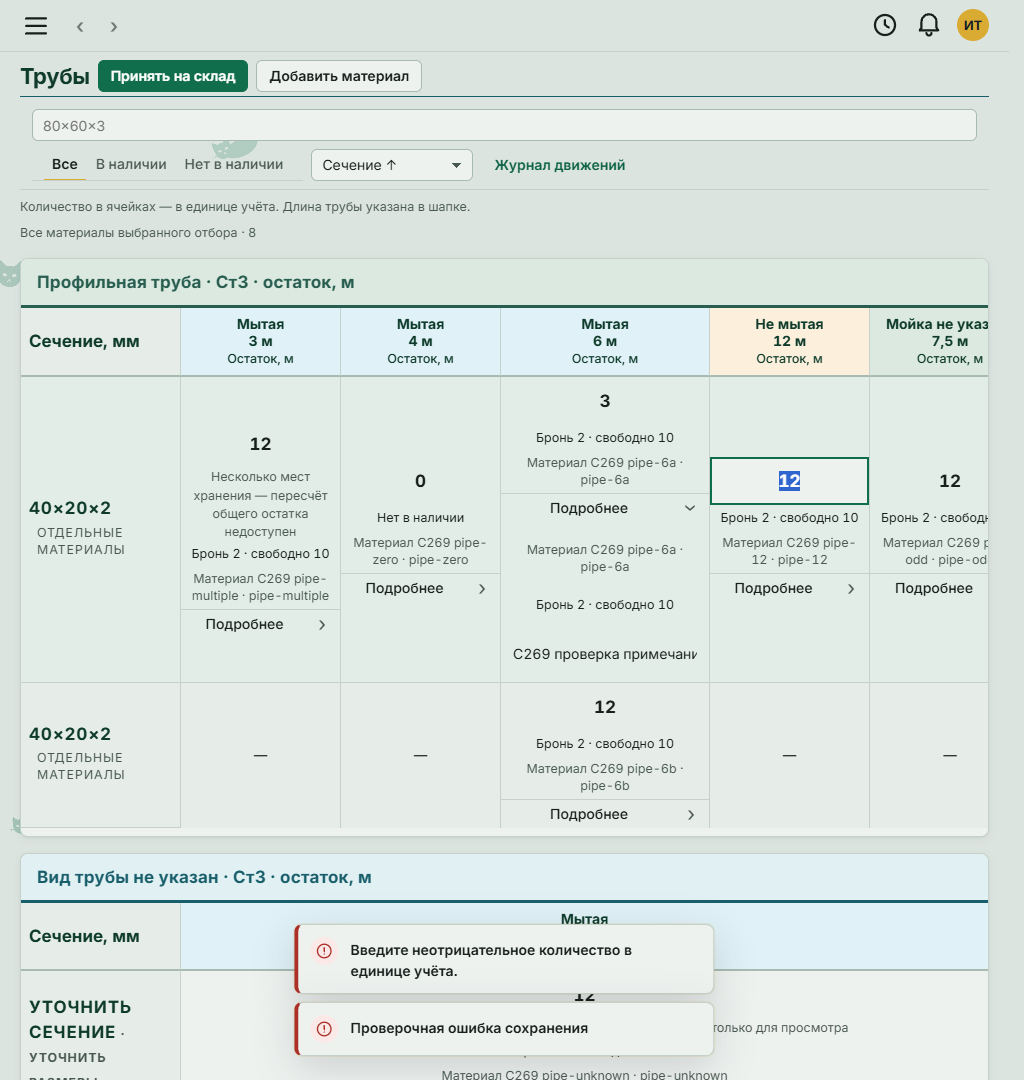 ИТ
Трубы
Принять на склад
Добавить материал
80×60×3
Все
В наличии
Нет в наличии
Сечение ↑
Журнал движений
Количество в ячейках — в единице учёта. Длина трубы указана в шапке.
Все материалы выбранного отбора · 8
Профильная труба · Ст3 · остаток, м
Сечение, мм
Мытая
3 м
Остаток, м
Мытая
4 м
Остаток, м
Мытая
6 м
Остаток, м
Не мытая
12 м
Остаток, м
Мойка не указ
7,5 м
Остаток, м
40×20×2
ОТДЕЛЬНЫЕ
МАТЕРИАЛЫ
12
Несколько мест
хранения — пересчёт
общего остатка
недоступен
Бронь 2 · свободно 10
Материал C269 pipe-
multiple · pipe-multiple
Подробнее
0
Нет в наличии
Материал C269 pipe-
zero · pipe-zero
Подробнее
3
Бронь 2 · свободно 10
Материал C269 pipe-6a ·
pipe-6a
Подробнее
Материал C269 pipe-6a ·
pipe-6a
Бронь 2 · свободно 10
C269 проверка примечани
12
Бронь 2 · свободно 10
Материал C269 pipe-
12 · pipe-12
Подробнее
12
Бронь 2 · свободн
Материал C269 p
odd · pipe-od
Подробнее
40×20×2
ОТДЕЛЬНЫЕ
МАТЕРИАЛЫ
—
—
12
Бронь 2 · свободно 10
Материал C269 pipe-6b ·
pipe-6b
Подробнее
—
—
Вид трубы не указан · Ст3 · остаток, м
Сечение, мм
Мытая
УТОЧНИТЬ
СЕЧЕНИЕ ·
УТОЧНИТЬ
12
только для просмотра
Материал C269 pipe-unknown · pipe-unknown
Введите неотрицательное количество в
единице учёта.
Проверочная ошибка сохранения